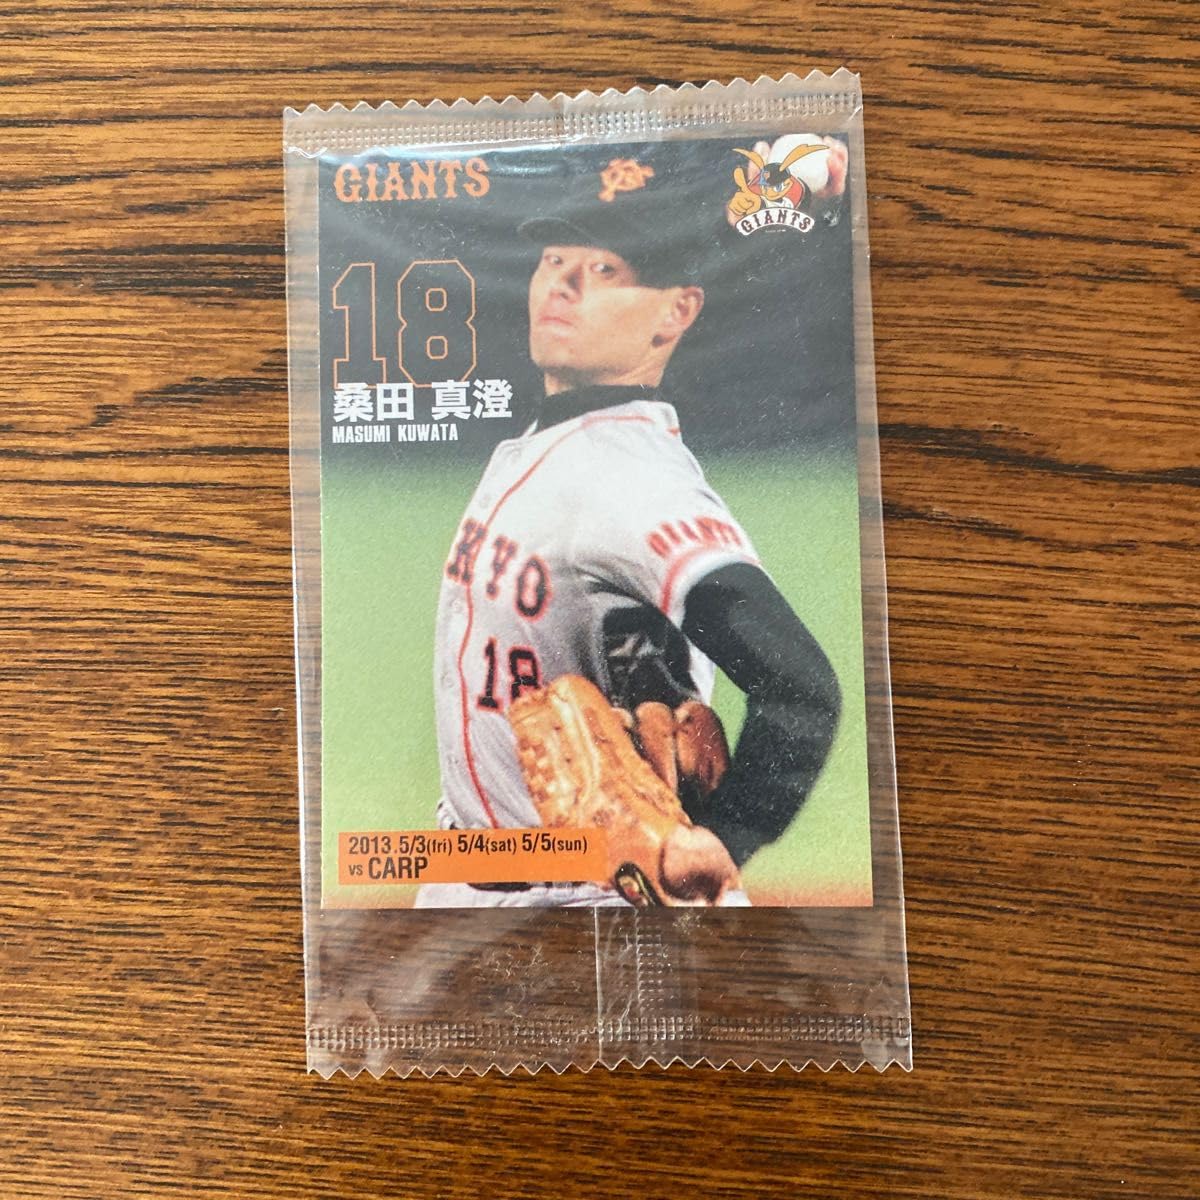 GIANTS
GIANTS
18
桑田 真澄
MASUMI KUWATA
GIANTS
KYO
18
2013.5/3(fri) 5/4(sat) 5/5(sun)
vs CARP